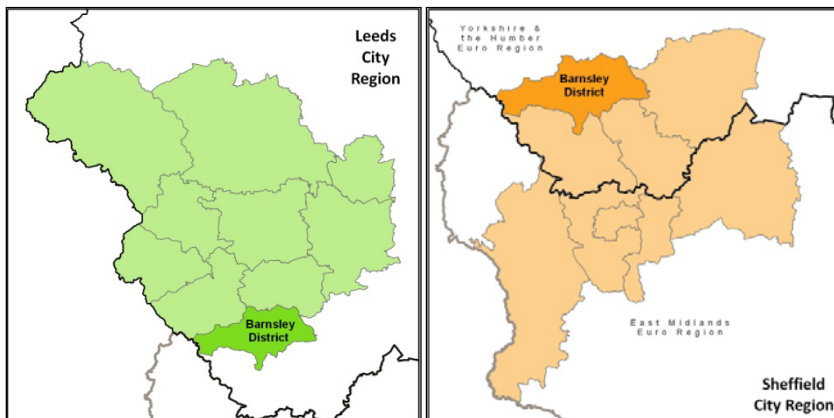 Leeds
City
Region
Barnsley
District
Yorkshire &
the Humber
Euro Region
Barnsley
District
East Midlands
Euro Region
Sheffield
City Region